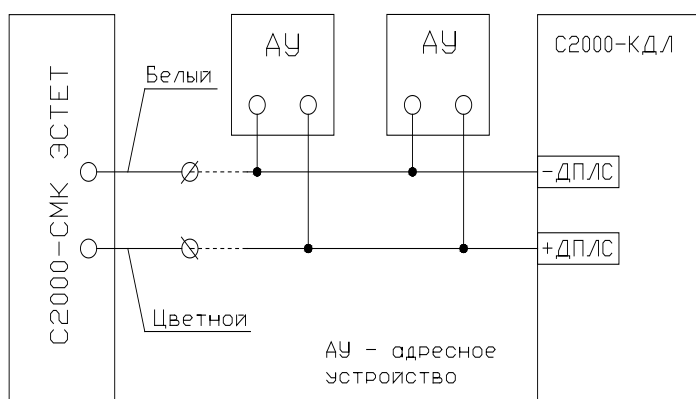 С2000-СМК ЭСТЕТ
Белый
АУ
АУ
С2000-КДЛ
-ДПЛС
+ДПЛС
Цветной
АУ - адресное
устройство